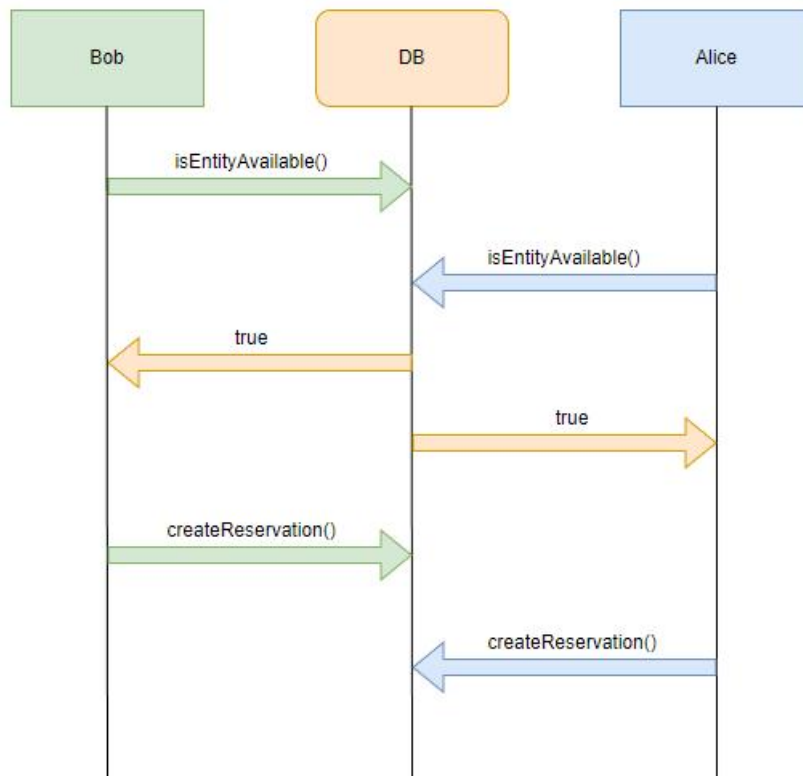 Bob
DB
Alice
isEntityAvailable()
isEntityAvailable()
true
true
createReservation()
createReservation()